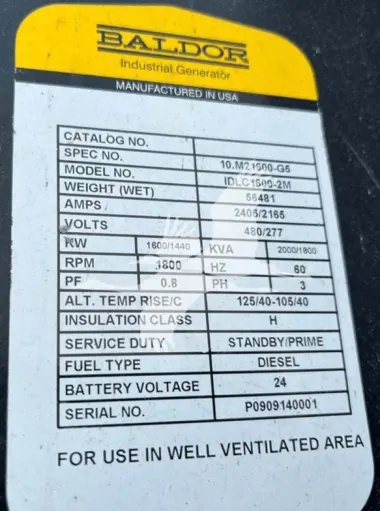 BALDOR
Industrial Generator
MANUFACTURED IN USA
CATALOG NO.
SPEC NO. 10.M21600-G5
MODEL NO. IDLC1600-2M
WEIGHT (WET) 56481
AMPS 2405/2165
VOLTS 480/277
KW 1600/1440 KVA 2000/1800
RPM 1800 HZ 60
PF 0.8 PH 3
ALT. TEMP RISE/C 125/40-105/40
INSULATION CLASS H
SERVICE DUTY STANDBY/PRIME
FUEL TYPE DIESEL
BATTERY VOLTAGE 24
SERIAL NO. P0909140001
FOR USE IN WELL VENTILATED AREA